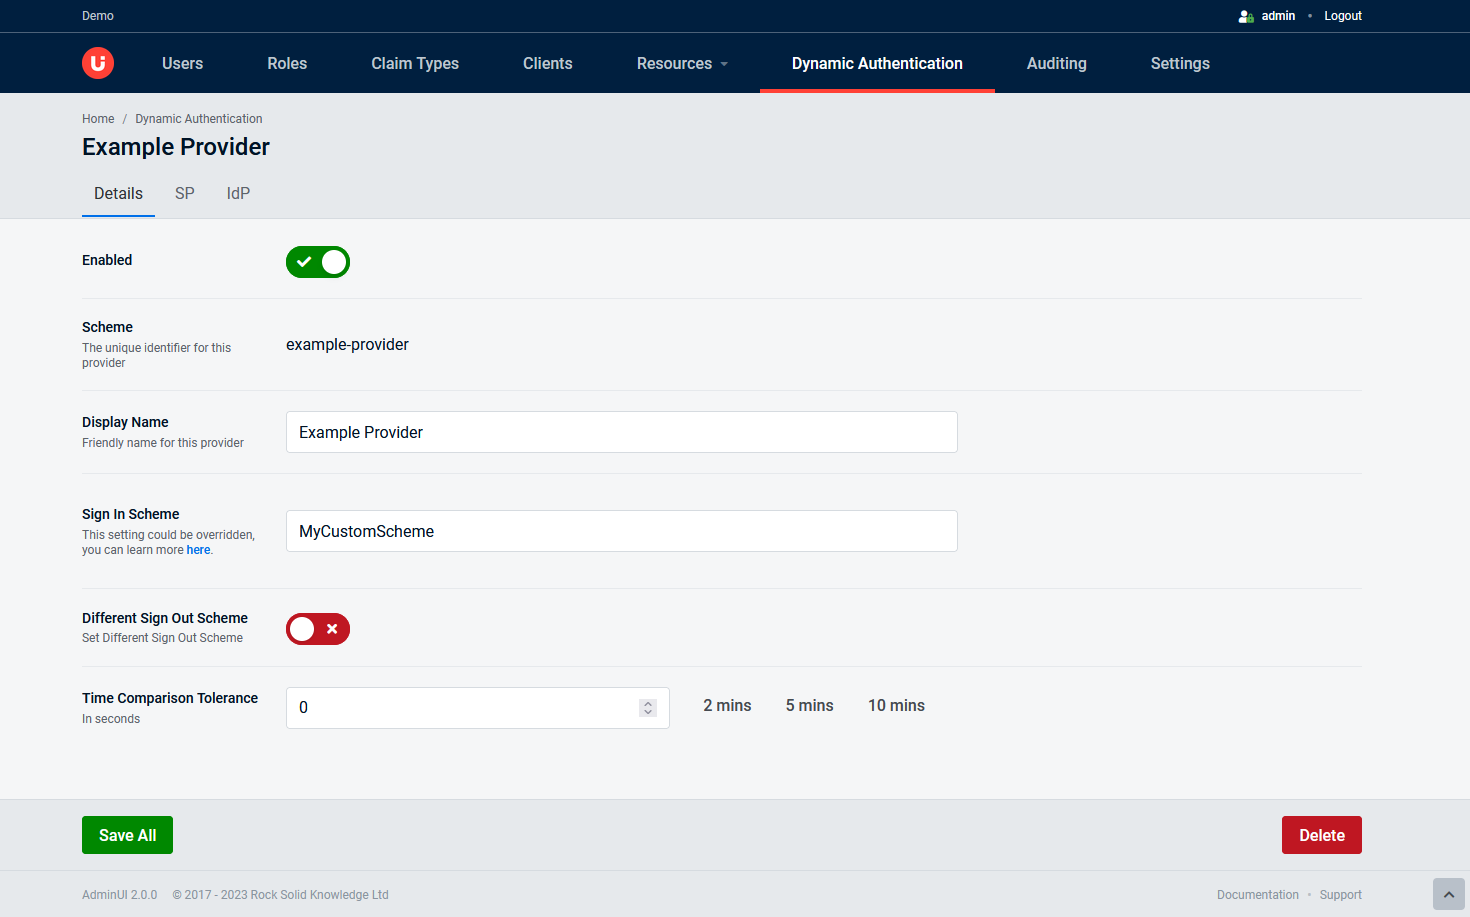 Demo
admin • Logout
Users Roles Claim Types Clients Resources Dynamic Authentication Auditing Settings
Home / Dynamic Authentication
Example Provider
Details SP IdP
Enabled
Scheme
The unique identifier for this
provider
example-provider
Display Name
Friendly name for this provider
Example Provider
Sign In Scheme
This setting could be overridden,
you can learn more here.
MyCustomScheme
Different Sign Out Scheme
Set Different Sign Out Scheme
Time Comparison Tolerance
In seconds
0
2 mins 5 mins 10 mins
Save All Delete
AdminUI 2.0.0 © 2017 - 2023 Rock Solid Knowledge Ltd
Documentation • Support